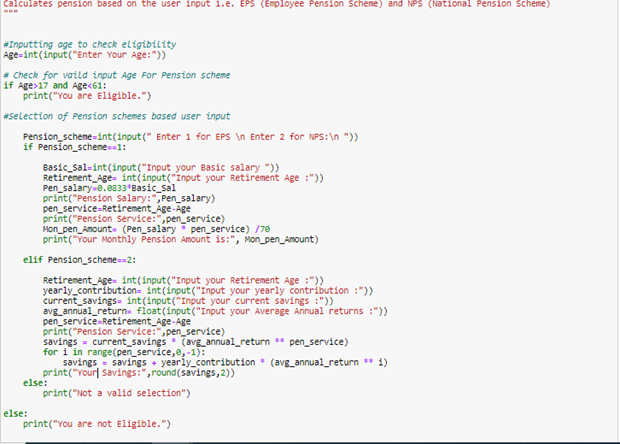 Calculates pension based on the user input i.e. EPS (Employee Pension Scheme) and NPS (National Pension Scheme)
"""
#Inputting age to check eligibility
Age=int(input("Enter Your Age:"))
# Check for vaild input Age For Pension scheme
if Age>17 and Age<61:
    print("You are Eligible.")
#Selection of Pension schemes based user input
    Pension_scheme=int(input(" Enter 1 for EPS \n Enter 2 for NPS:\n "))
    if Pension_scheme==1:
        Basic_Sal=int(input("Input your Basic salary "))
        Retirement_Age= int(input("Input your Retirement Age :"))
        Pen_salary=0.0833*Basic_Sal
        print("Pension Salary:",Pen_salary)
        pen_service=Retirement_Age-Age
        print("Pension Service:",pen_service)
        Mon_pen_Amount= (Pen_salary * pen_service) /70
        print("Your Monthly Pension Amount is:", Mon_pen_Amount)
    elif Pension_scheme==2:
        Retirement_Age= int(input("Input your Retirement Age :"))
        yearly_contribution= int(input("Input your yearly contribution :"))
        current_savings= int(input("Input your current savings :"))
        avg_annual_return= float(input("Input your Average Annual returns :"))
        pen_service=Retirement_Age-Age
        print("Pension Service:",pen_service)
        savings = current_savings * (avg_annual_return ** pen_service)
        for i in range(pen_service,0,-1):
            savings = savings + yearly_contribution * (avg_annual_return ** i)
        print("Your Savings:",round(savings,2))
    else:
        print("Not a valid selection")
else:
    print("You are not Eligible.")